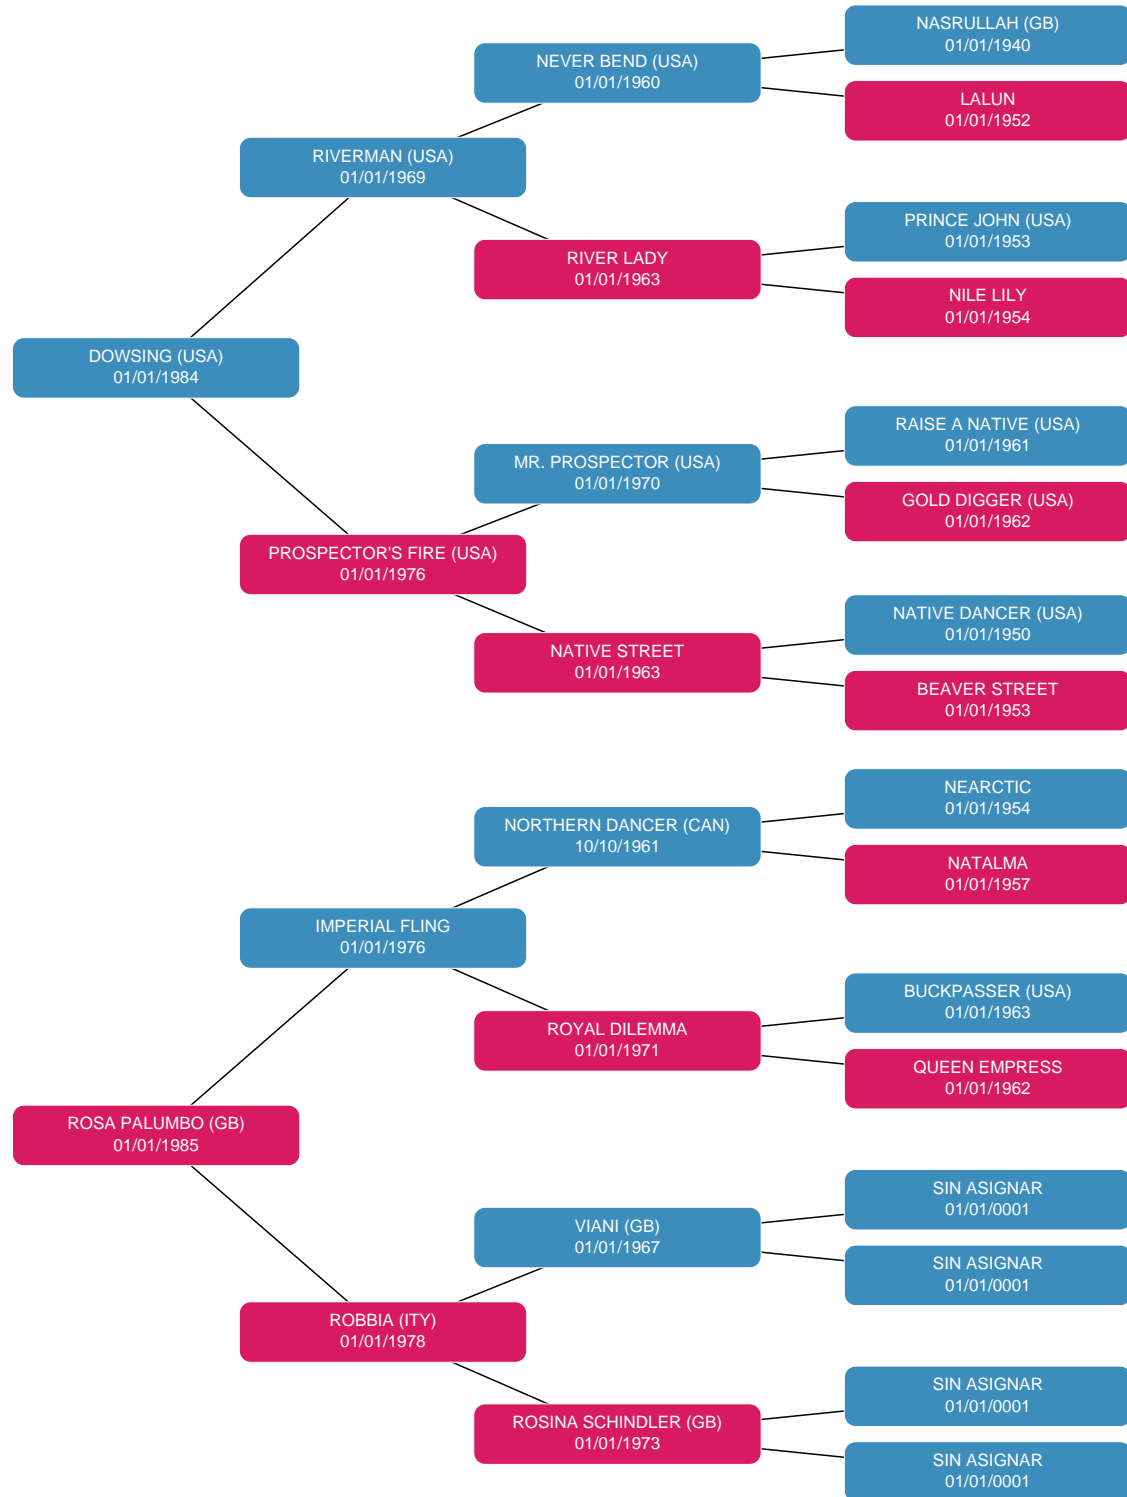 NASRULLAH (GB)
01/01/1940
NEVER BEND (USA)
01/01/1960
LALUN
01/01/1952
RIVERMAN (USA)
01/01/1969
PRINCE JOHN (USA)
01/01/1953
RIVER LADY
01/01/1963
NILE LILY
01/01/1954
DOWSING (USA)
01/01/1984
RAISE A NATIVE (USA)
01/01/1961
MR. PROSPECTOR (USA)
01/01/1970
GOLD DIGGER (USA)
01/01/1962
PROSPECTOR'S FIRE (USA)
01/01/1976
NATIVE DANCER (USA)
01/01/1950
NATIVE STREET
01/01/1963
BEAVER STREET
01/01/1953
NEARCTIC
01/01/1954
NORTHERN DANCER (CAN)
10/10/1961
NATALMA
01/01/1957
IMPERIAL FLING
01/01/1976
BUCKPASSER (USA)
01/01/1963
ROYAL DILEMMA
01/01/1971
QUEEN EMPRESS
01/01/1962
ROSA PALUMBO (GB)
01/01/1985
SIN ASIGNAR
01/01/0001
VIANI (GB)
01/01/1967
SIN ASIGNAR
01/01/0001
ROBBIA (ITY)
01/01/1978
SIN ASIGNAR
01/01/0001
ROSINA SCHINDLER (GB)
01/01/1973
SIN ASIGNAR
01/01/0001